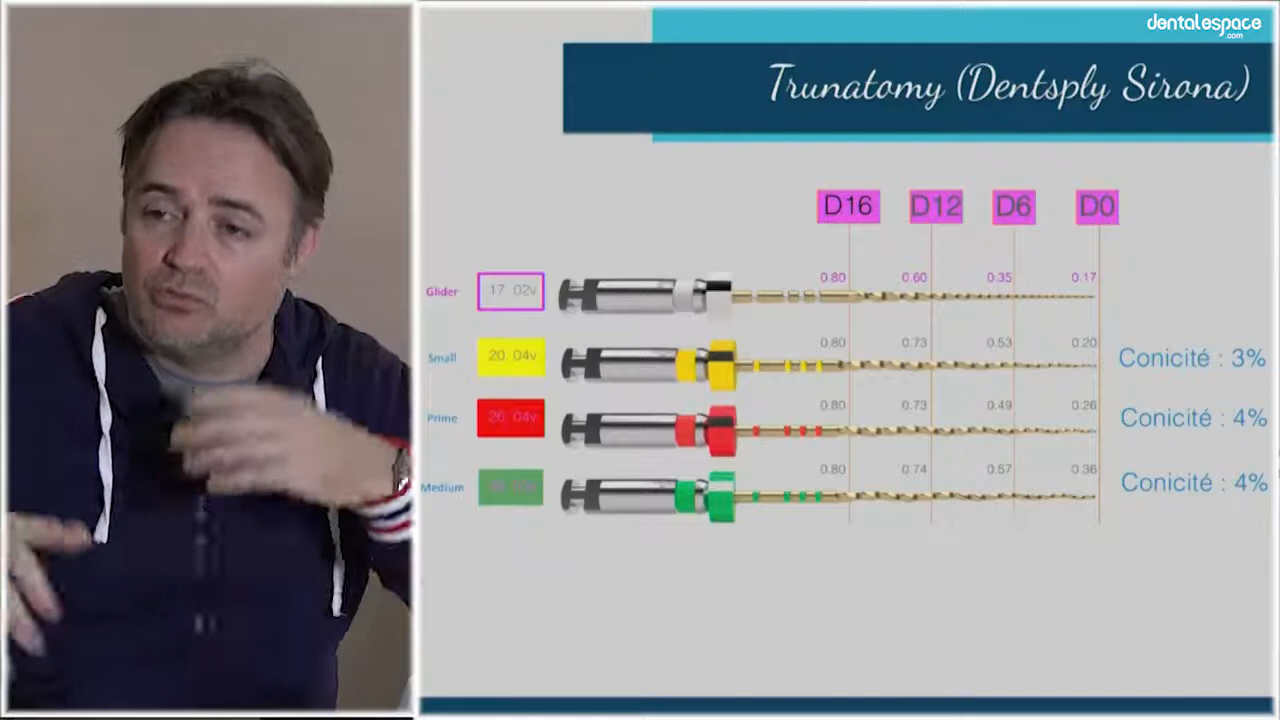 dentalespace
.com
Trunatomy (Dentsply Sirona)
D16 D12 D6 D0
Glider 17 .02v 0.80 0.60 0.35 0.17
Small 20. 04v 0.80 0.73 0.53 0.20 Conicité : 3%
Prime 26. 04v 0.80 0.73 0.49 0.26 Conicité : 4%
Medium 0.80 0.74 0.57 0.36 Conicité : 4%